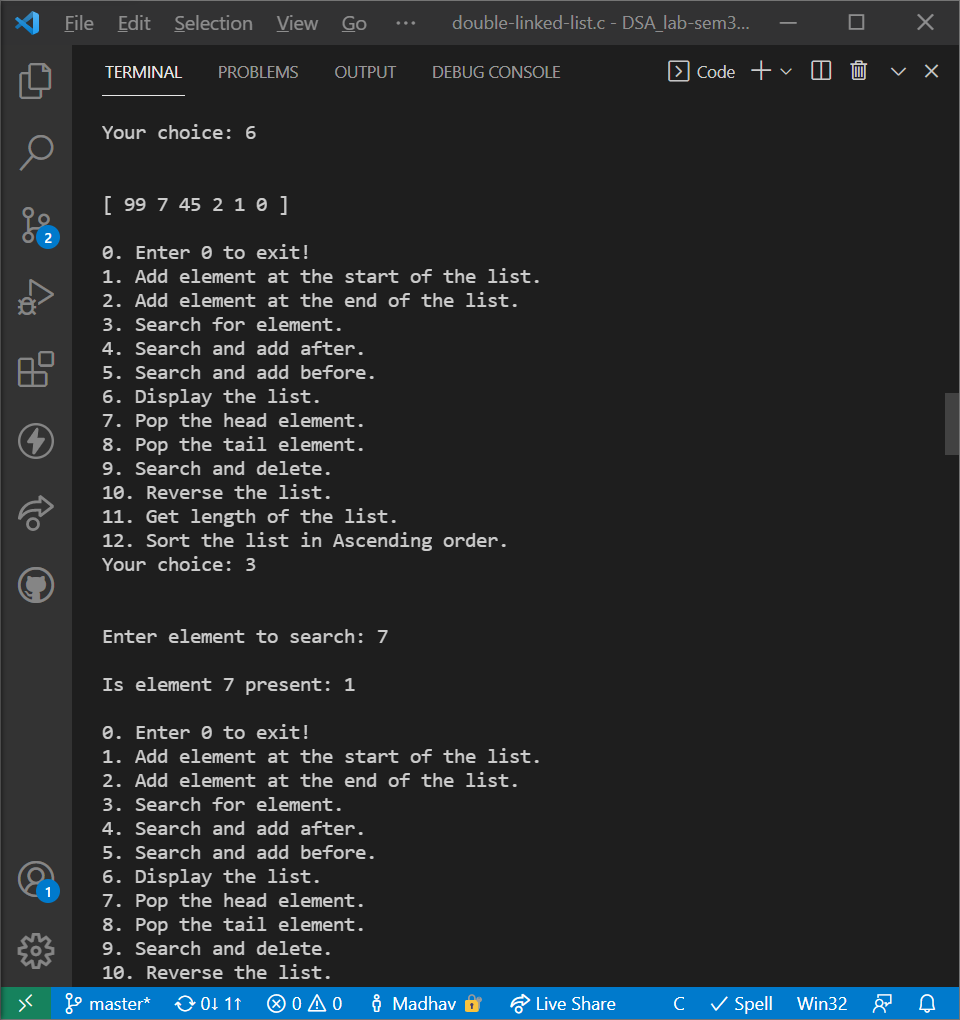 File Edit Selection View Go ··· double-linked-list.c - DSA_lab-sem3...
TERMINAL PROBLEMS OUTPUT DEBUG CONSOLE Code
Your choice: 6
[ 99 7 45 2 1 0 ]
0. Enter 0 to exit!
1. Add element at the start of the list.
2. Add element at the end of the list.
3. Search for element.
4. Search and add after.
5. Search and add before.
6. Display the list.
7. Pop the head element.
8. Pop the tail element.
9. Search and delete.
10. Reverse the list.
11. Get length of the list.
12. Sort the list in Ascending order.
Your choice: 3
Enter element to search: 7
Is element 7 present: 1
0. Enter 0 to exit!
1. Add element at the start of the list.
2. Add element at the end of the list.
3. Search for element.
4. Search and add after.
5. Search and add before.
6. Display the list.
7. Pop the head element.
8. Pop the tail element.
9. Search and delete.
10. Reverse the list.
2
1
master* 0↓ 1↑ 0 0 Madhav 🔐 Live Share C Spell Win32